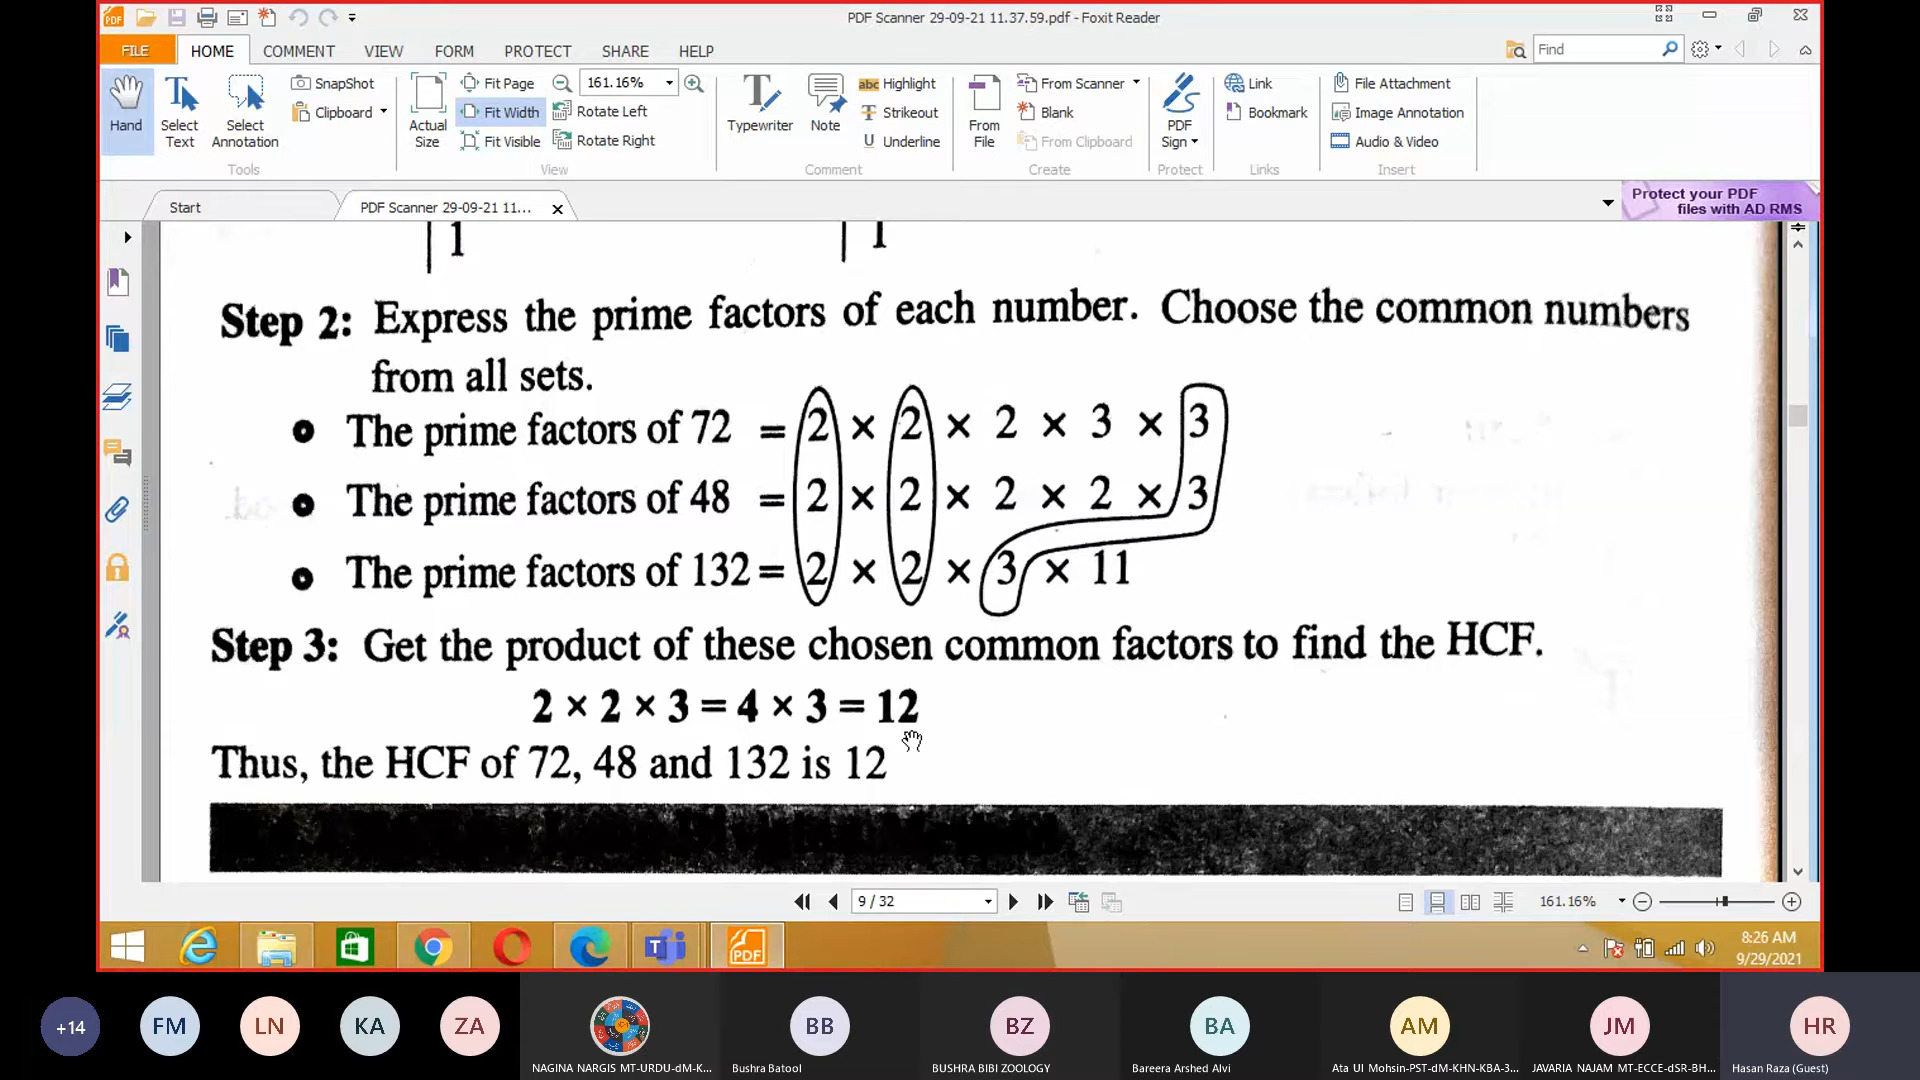 PDF Scanner 29-09-21 11.37.59.pdf - Foxit Reader
FILE HOME COMMENT VIEW FORM PROTECT SHARE HELP Find
Hand
Select Text
Select Annotation
SnapShot
Clipboard
Tools
Actual Size
Fit Page
Fit Width
Fit Visible
161.16%
Rotate Left
Rotate Right
View
Typewriter
Note
Highlight
Strikeout
Underline
Comment
From File
From Scanner
Blank
From Clipboard
Create
PDF Sign
Protect
Link
Bookmark
Links
File Attachment
Image Annotation
Audio & Video
Insert
Start PDF Scanner 29-09-21 11...
Protect your PDF
files with AD RMS
1 1
Step 2: Express the prime factors of each number. Choose the common numbers
from all sets.
The prime factors of 72 = 2 × 2 × 2 × 3 × 3
The prime factors of 48 = 2 × 2 × 2 × 2 × 3
The prime factors of 132 = 2 × 2 × 3 × 11
Step 3: Get the product of these chosen common factors to find the HCF.
2 × 2 × 3 = 4 × 3 = 12
Thus, the HCF of 72, 48 and 132 is 12
9 / 32 161.16%
8:26 AM
9/29/2021
+14 FM LN KA ZA BB BZ BA AM JM HR
NAGINA NARGIS MT-URDU-dM-K... Bushra Batool BUSHRA BIBI ZOOLOGY Bareera Arshed Alvi Ata Ul Mohsin-PST-dM-KHN-KBA-3... JAVARIA NAJAM MT-ECCE-dSR-BH... Hasan Raza (Guest)